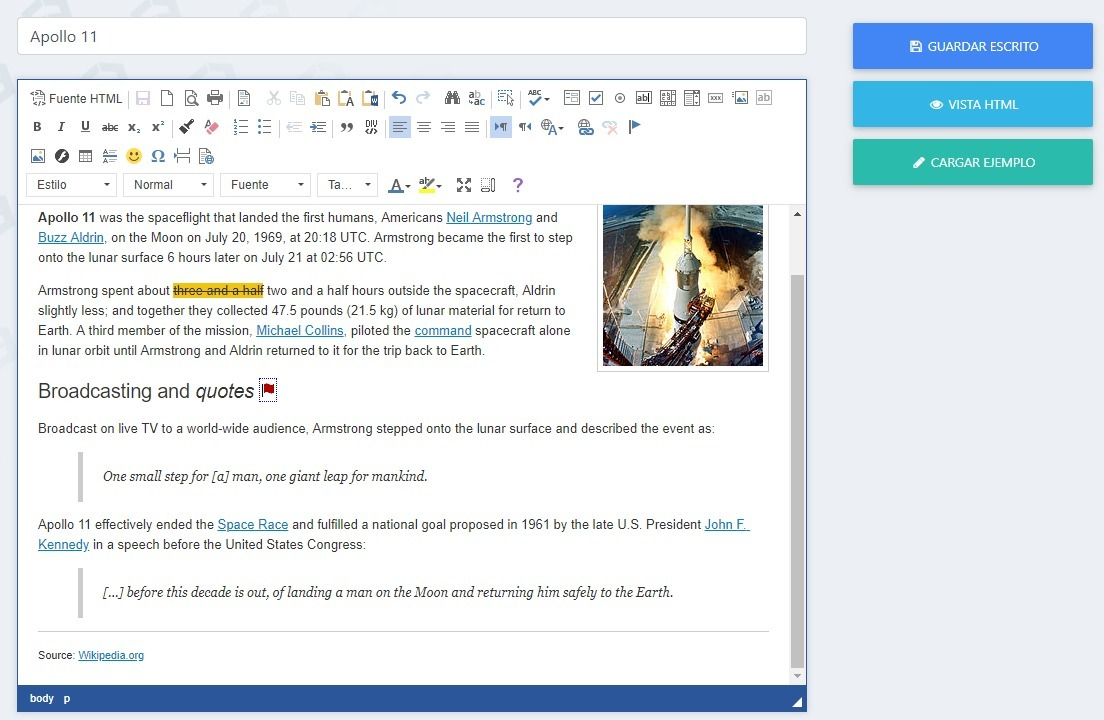 Apollo 11
GUARDAR ESCRITO
VISTA HTML
CARGAR EJEMPLO
Fuente HTML
Estilo
Normal
Fuente
Ta...
Apollo 11 was the spaceflight that landed the first humans, Americans Neil Armstrong and
Buzz Aldrin, on the Moon on July 20, 1969, at 20:18 UTC. Armstrong became the first to step
onto the lunar surface 6 hours later on July 21 at 02:56 UTC.
Armstrong spent about three and a half two and a half hours outside the spacecraft, Aldrin
slightly less; and together they collected 47.5 pounds (21.5 kg) of lunar material for return to
Earth. A third member of the mission, Michael Collins, piloted the command spacecraft alone
in lunar orbit until Armstrong and Aldrin returned to it for the trip back to Earth.
Broadcasting and quotes
Broadcast on live TV to a world-wide audience, Armstrong stepped onto the lunar surface and described the event as:
One small step for [a] man, one giant leap for mankind.
Apollo 11 effectively ended the Space Race and fulfilled a national goal proposed in 1961 by the late U.S. President John F.
Kennedy in a speech before the United States Congress:
[...] before this decade is out, of landing a man on the Moon and returning him safely to the Earth.
Source: Wikipedia.org
body p